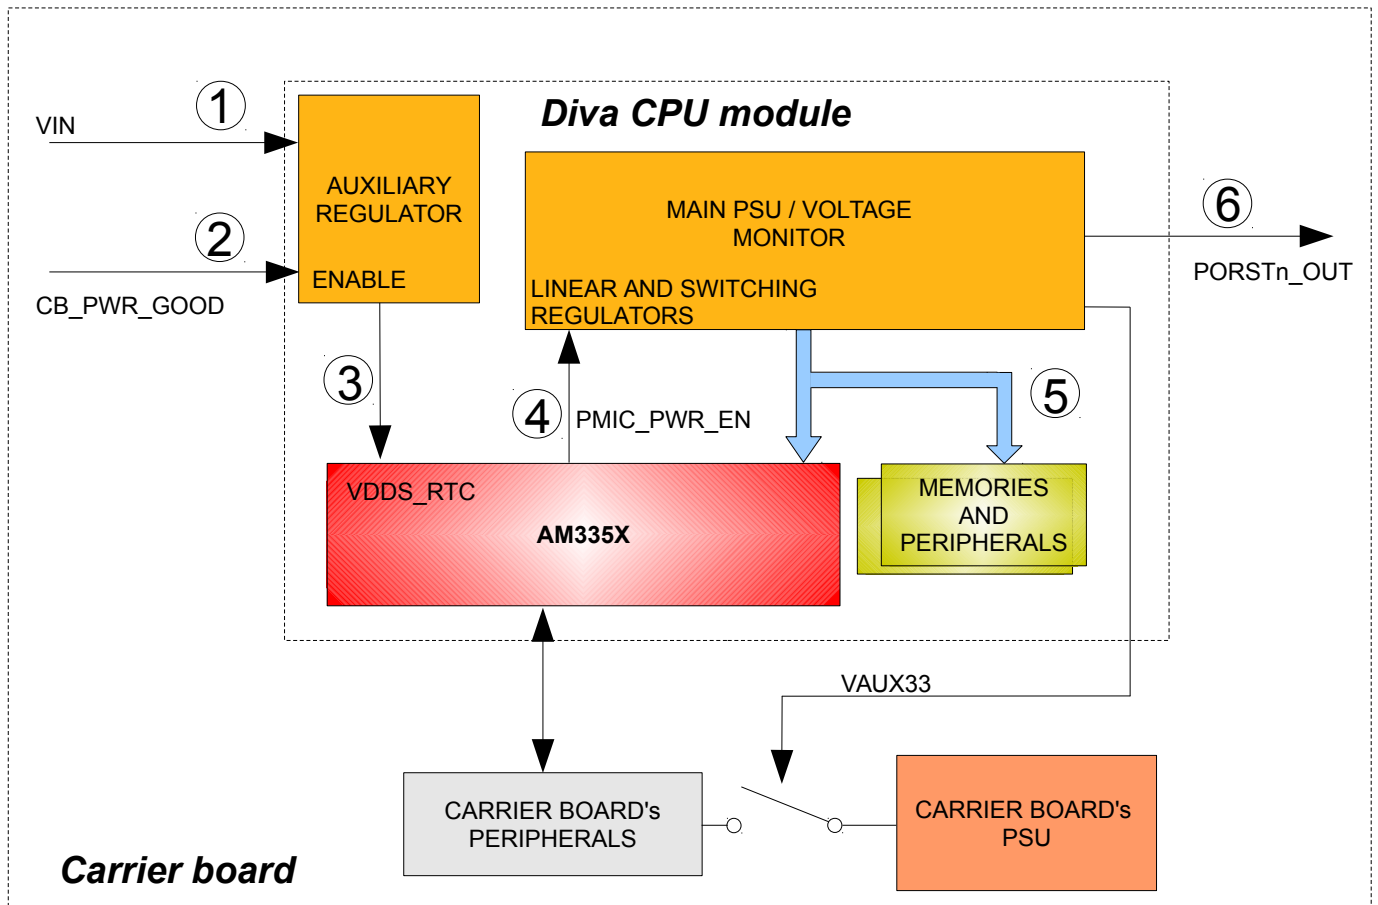 1
Diva CPU module
VIN
AUXILIARY
REGULATOR
MAIN PSU / VOLTAGE
MONITOR
6
2
ENABLE
LINEAR AND SWITCHING
REGULATORS
PORSTn_OUT
CB_PWR_GOOD
3
4
PMIC_PWR_EN
5
VDDS_RTC
AM335X
MEMORIES
AND
PERIPHERALS
VAUX33
CARRIER BOARD's
PERIPHERALS
CARRIER BOARD's
PSU
Carrier board